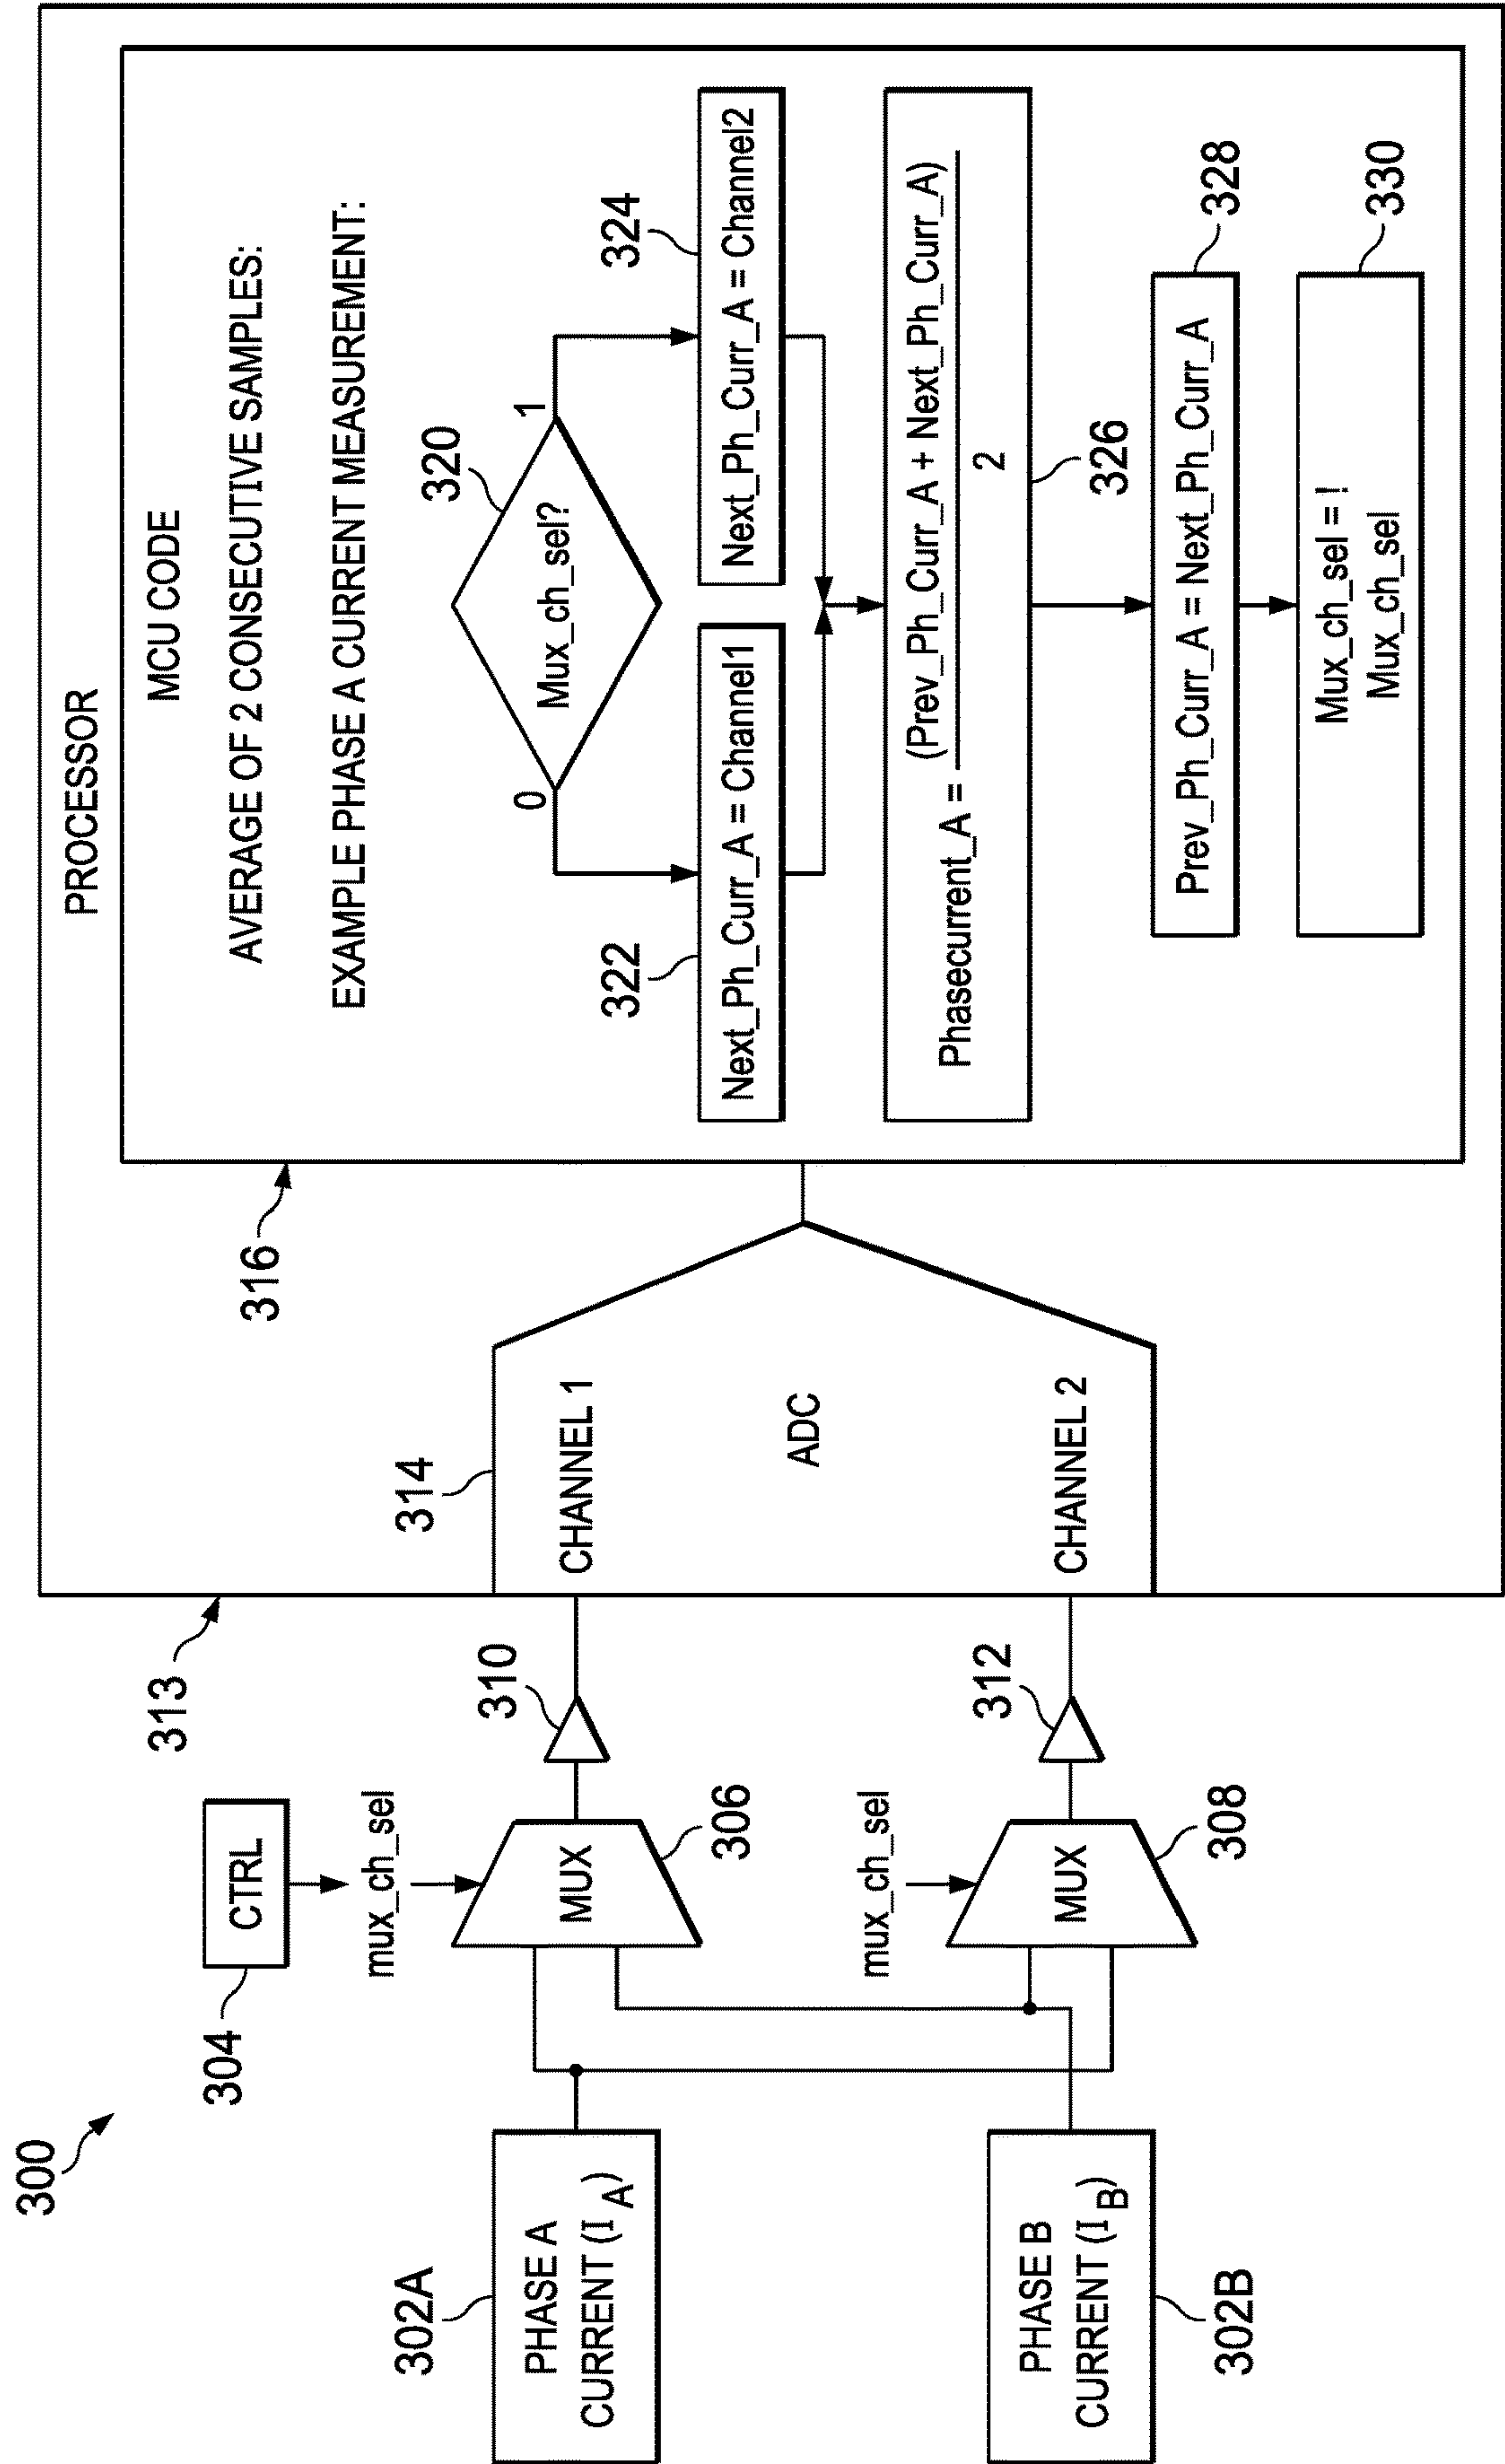 300
304
CTRL
mux_ch_sel
302A
PHASE A
CURRENT (I A)
302B
PHASE B
CURRENT (I B)
MUX
306
mux_ch_sel
MUX
308
310
312
313
PROCESSOR
314
CHANNEL 1
ADC
CHANNEL 2
316
MCU CODE
AVERAGE OF 2 CONSECUTIVE SAMPLES:
EXAMPLE PHASE A CURRENT MEASUREMENT:
320
Mux_ch_sel?
0
1
322
Next_Ph_Curr_A = Channel1
324
Next_Ph_Curr_A = Channel2
Phasecurrent_A = (Prev_Ph_Curr_A + Next_Ph_Curr_A)
2
326
Prev_Ph_Curr_A = Next_Ph_Curr_A
328
Mux_ch_sel = !
Mux_ch_sel
330